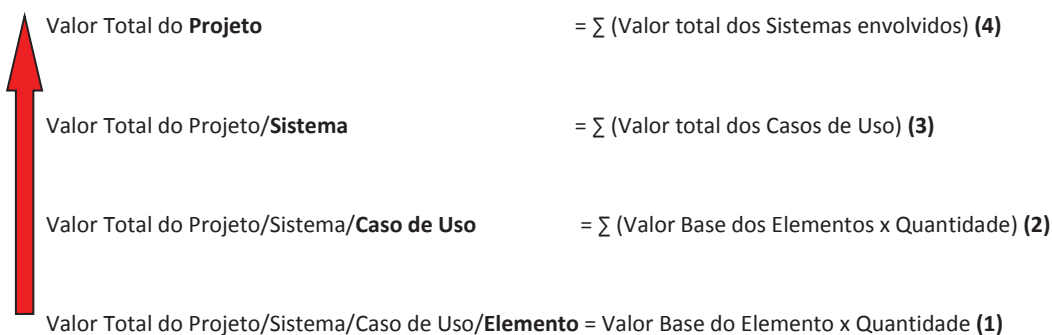 Valor Total do Projeto = ∑ (Valor total dos Sistemas envolvidos) (4)
Valor Total do Projeto/Sistema = ∑ (Valor total dos Casos de Uso) (3)
Valor Total do Projeto/Sistema/Caso de Uso = ∑ (Valor Base dos Elementos x Quantidade) (2)
Valor Total do Projeto/Sistema/Caso de Uso/Elemento = Valor Base do Elemento x Quantidade (1)